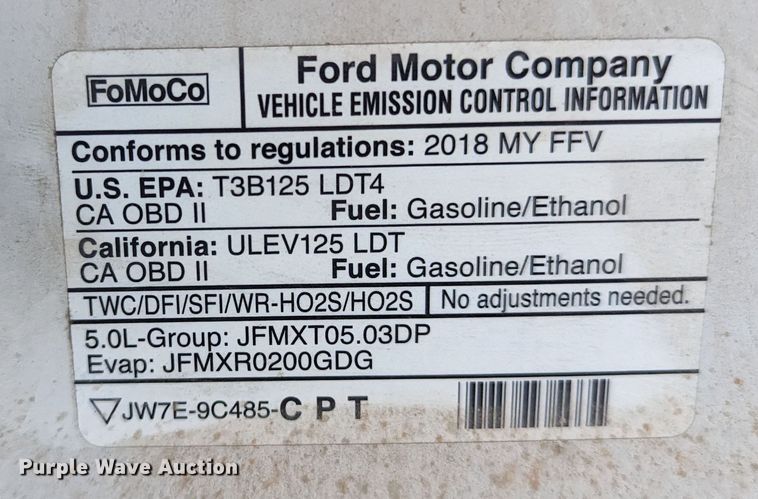 FoMoCo
Ford Motor Company
VEHICLE EMISSION CONTROL INFORMATION
Conforms to regulations: 2018 MY FFV
U.S. EPA: T3B125 LDT4
CA OBD II Fuel: Gasoline/Ethanol
California: ULEV125 LDT
CA OBD II Fuel: Gasoline/Ethanol
TWC/DFI/SFI/WR-HO2S/HO2S No adjustments needed.
5.0L-Group: JFMXT05.03DP
Evap: JFMXR0200GDG
▽JW7E-9C485-C P T
Purple Wave Auction